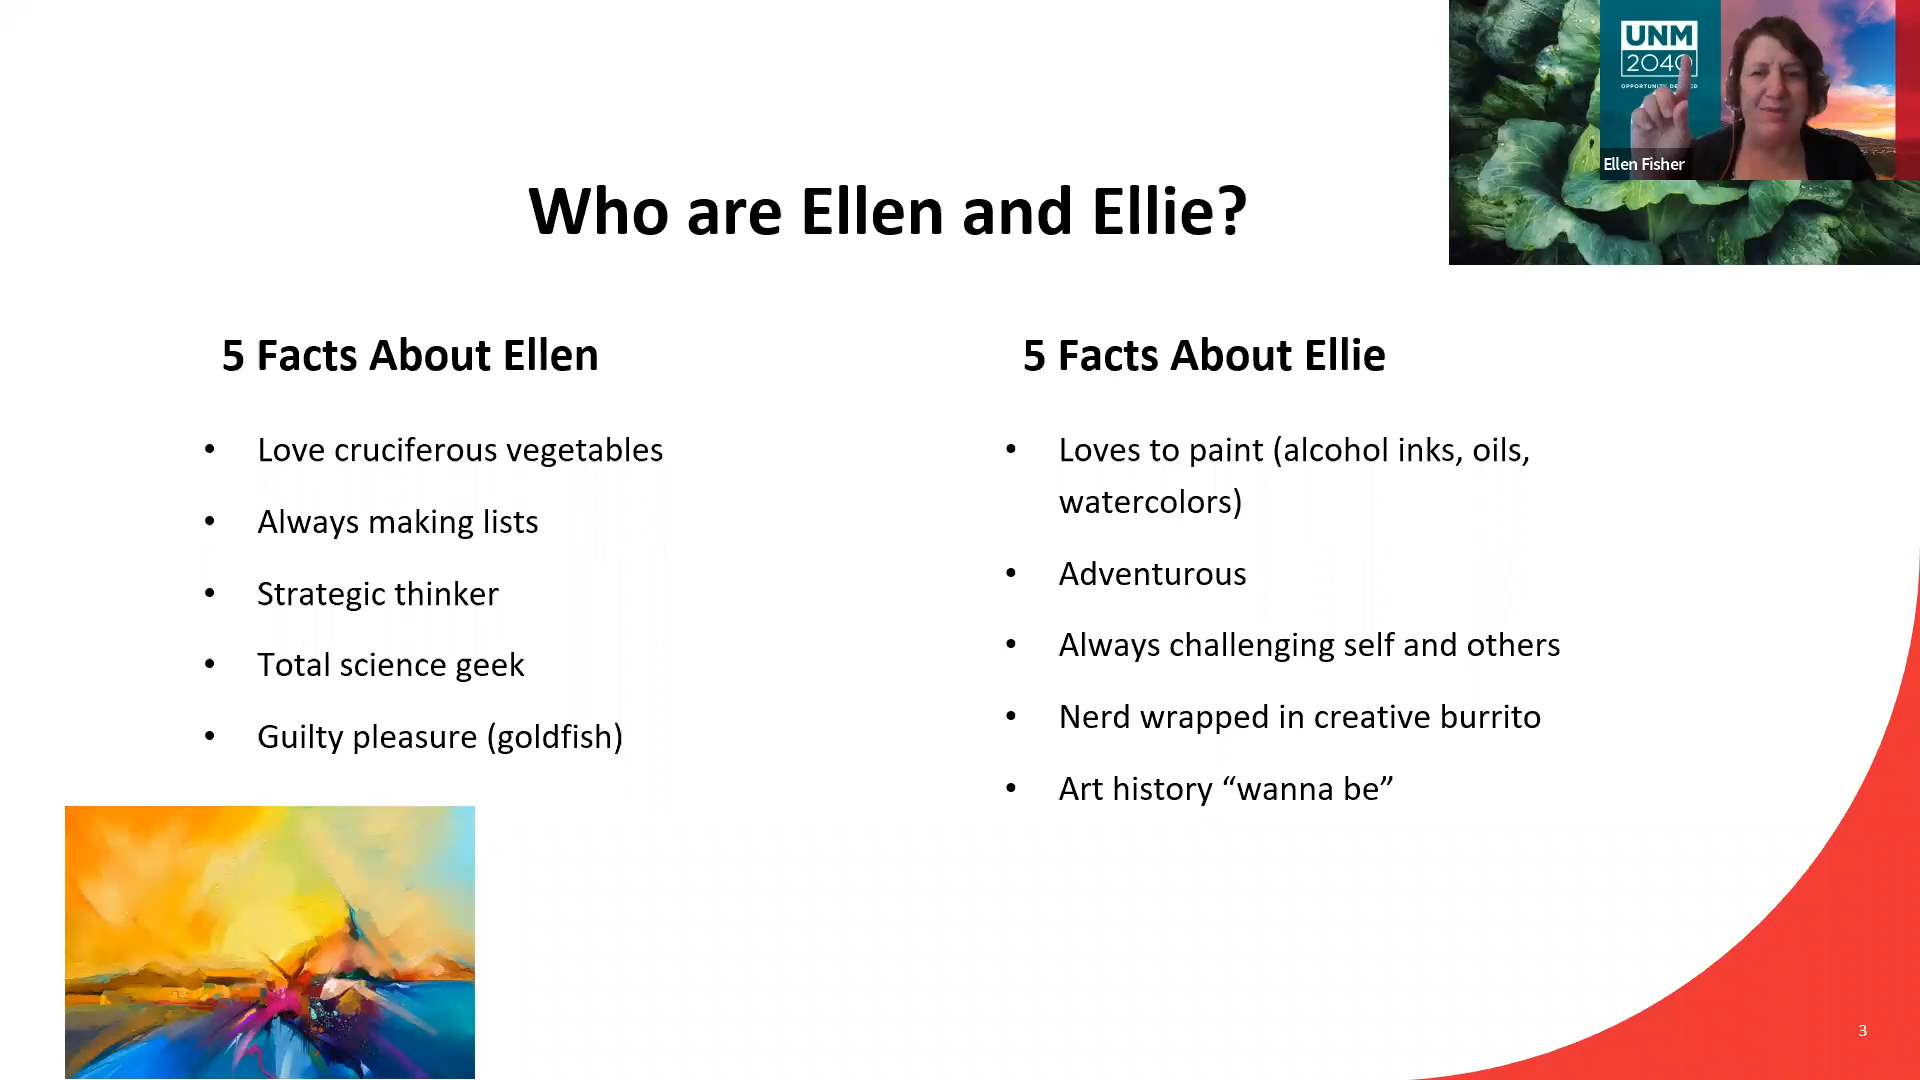 UNM
2040
OPPORTUNITY DEFINED
Ellen Fisher
Who are Ellen and Ellie?
5 Facts About Ellen
• Love cruciferous vegetables
• Always making lists
• Strategic thinker
• Total science geek
• Guilty pleasure (goldfish)
5 Facts About Ellie
• Loves to paint (alcohol inks, oils,
watercolors)
• Adventurous
• Always challenging self and others
• Nerd wrapped in creative burrito
• Art history “wanna be”
3